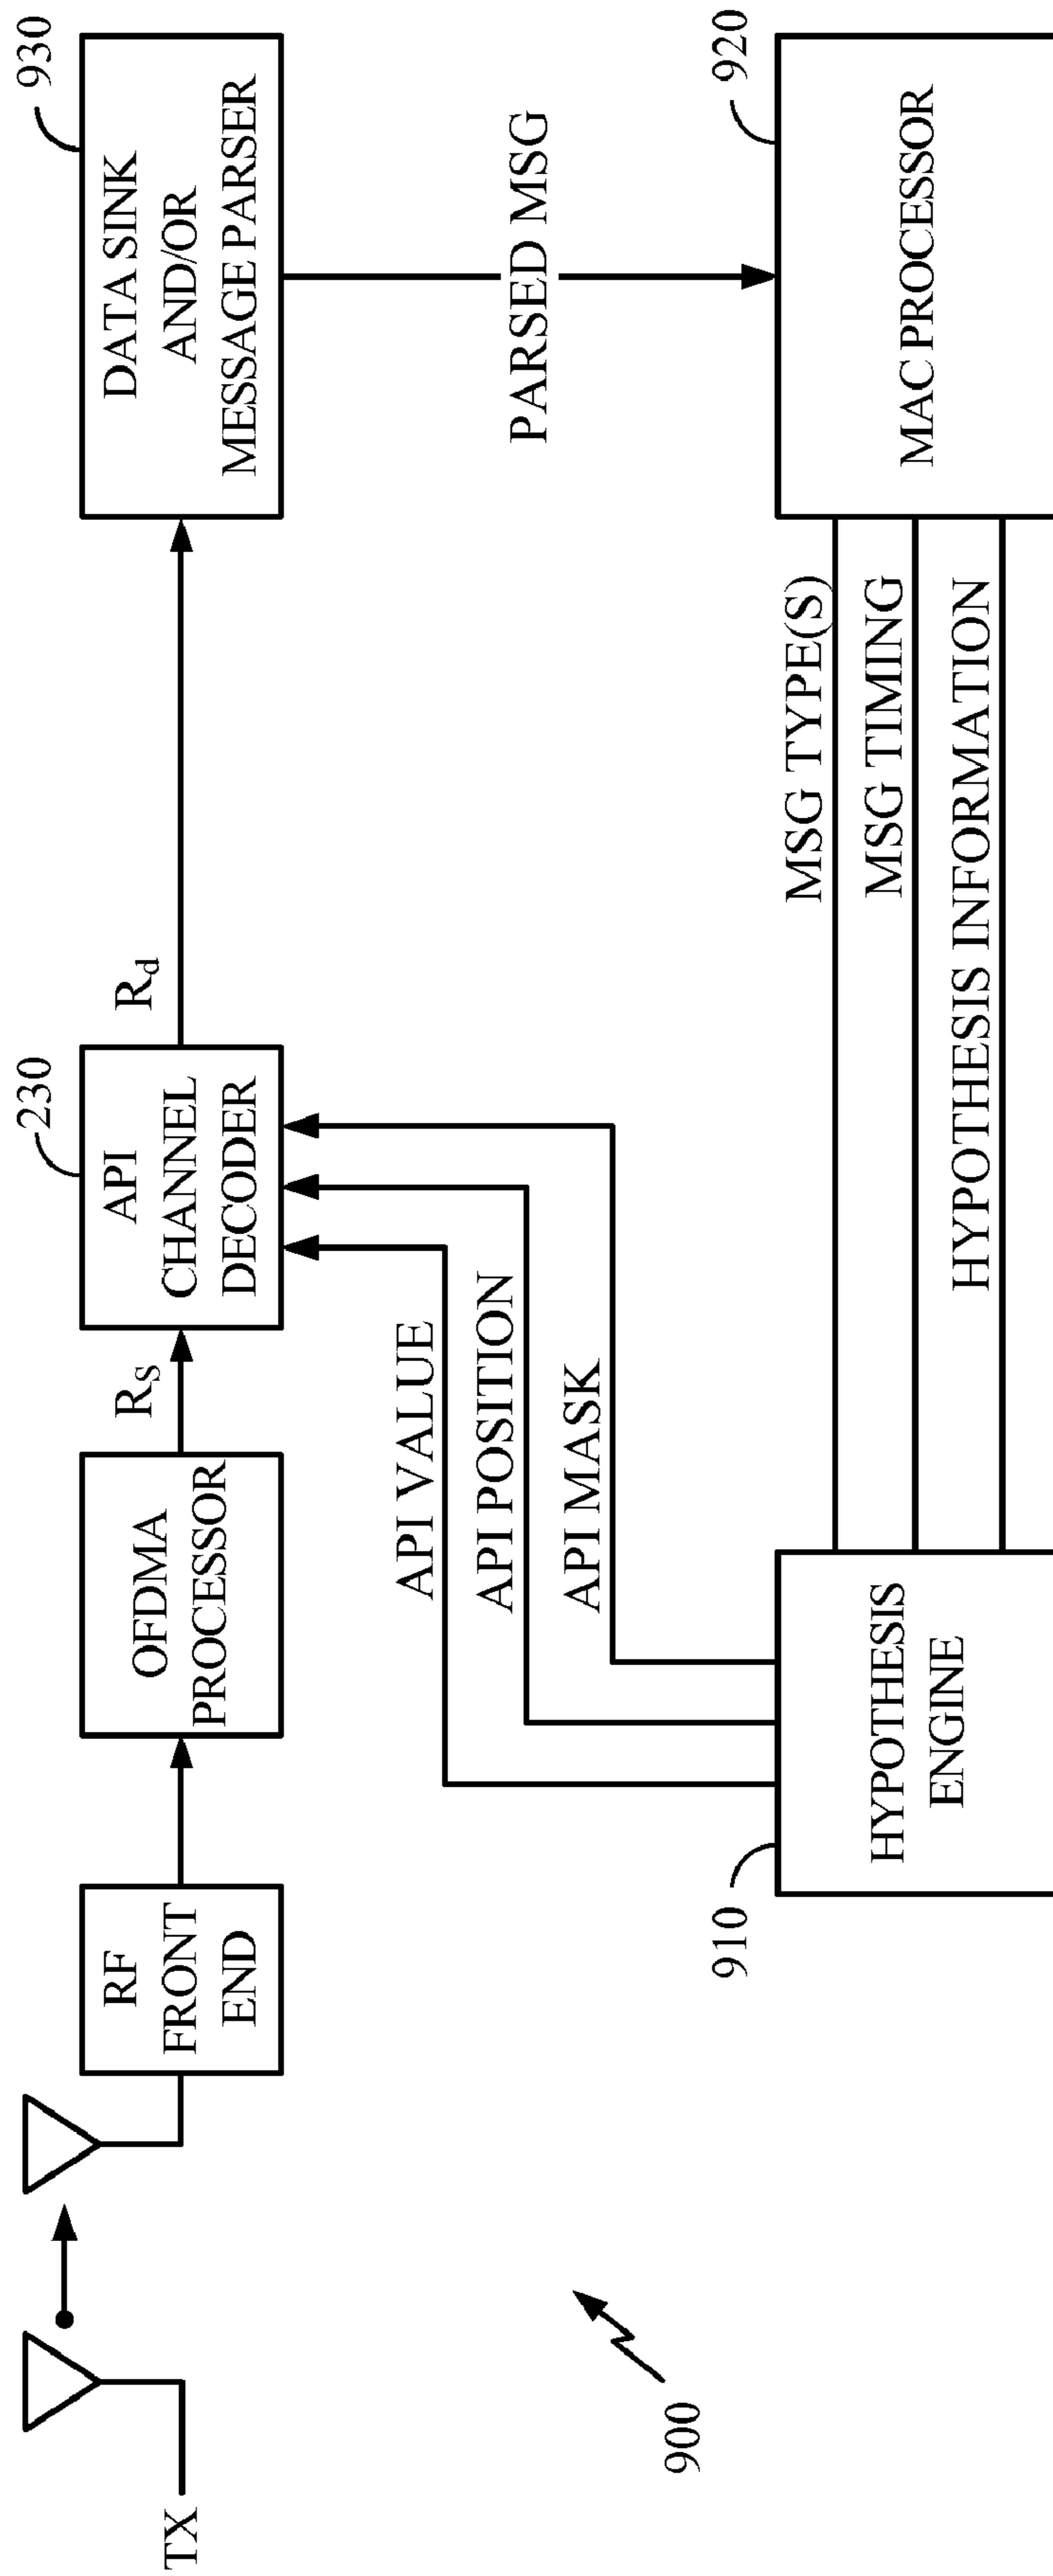 930
DATA SINK
AND/OR
MESSAGE PARSER
230
API
CHANNEL
DECODER
R_d
OFDMA
PROCESSOR
R_S
RF
FRONT
END
TX
PARSED MSG
API VALUE
API POSITION
API MASK
920
MAC PROCESSOR
MSG TYPE(S)
MSG TIMING
HYPOTHESIS INFORMATION
910
HYPOTHESIS
ENGINE
900